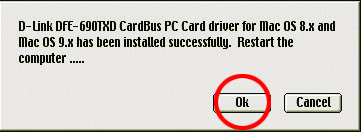 D-Link DFE-690TXD CardBus PC Card driver for Mac OS 8.x and
Mac OS 9.x has been installed successfully.  Restart the
computer .....
Ok
Cancel